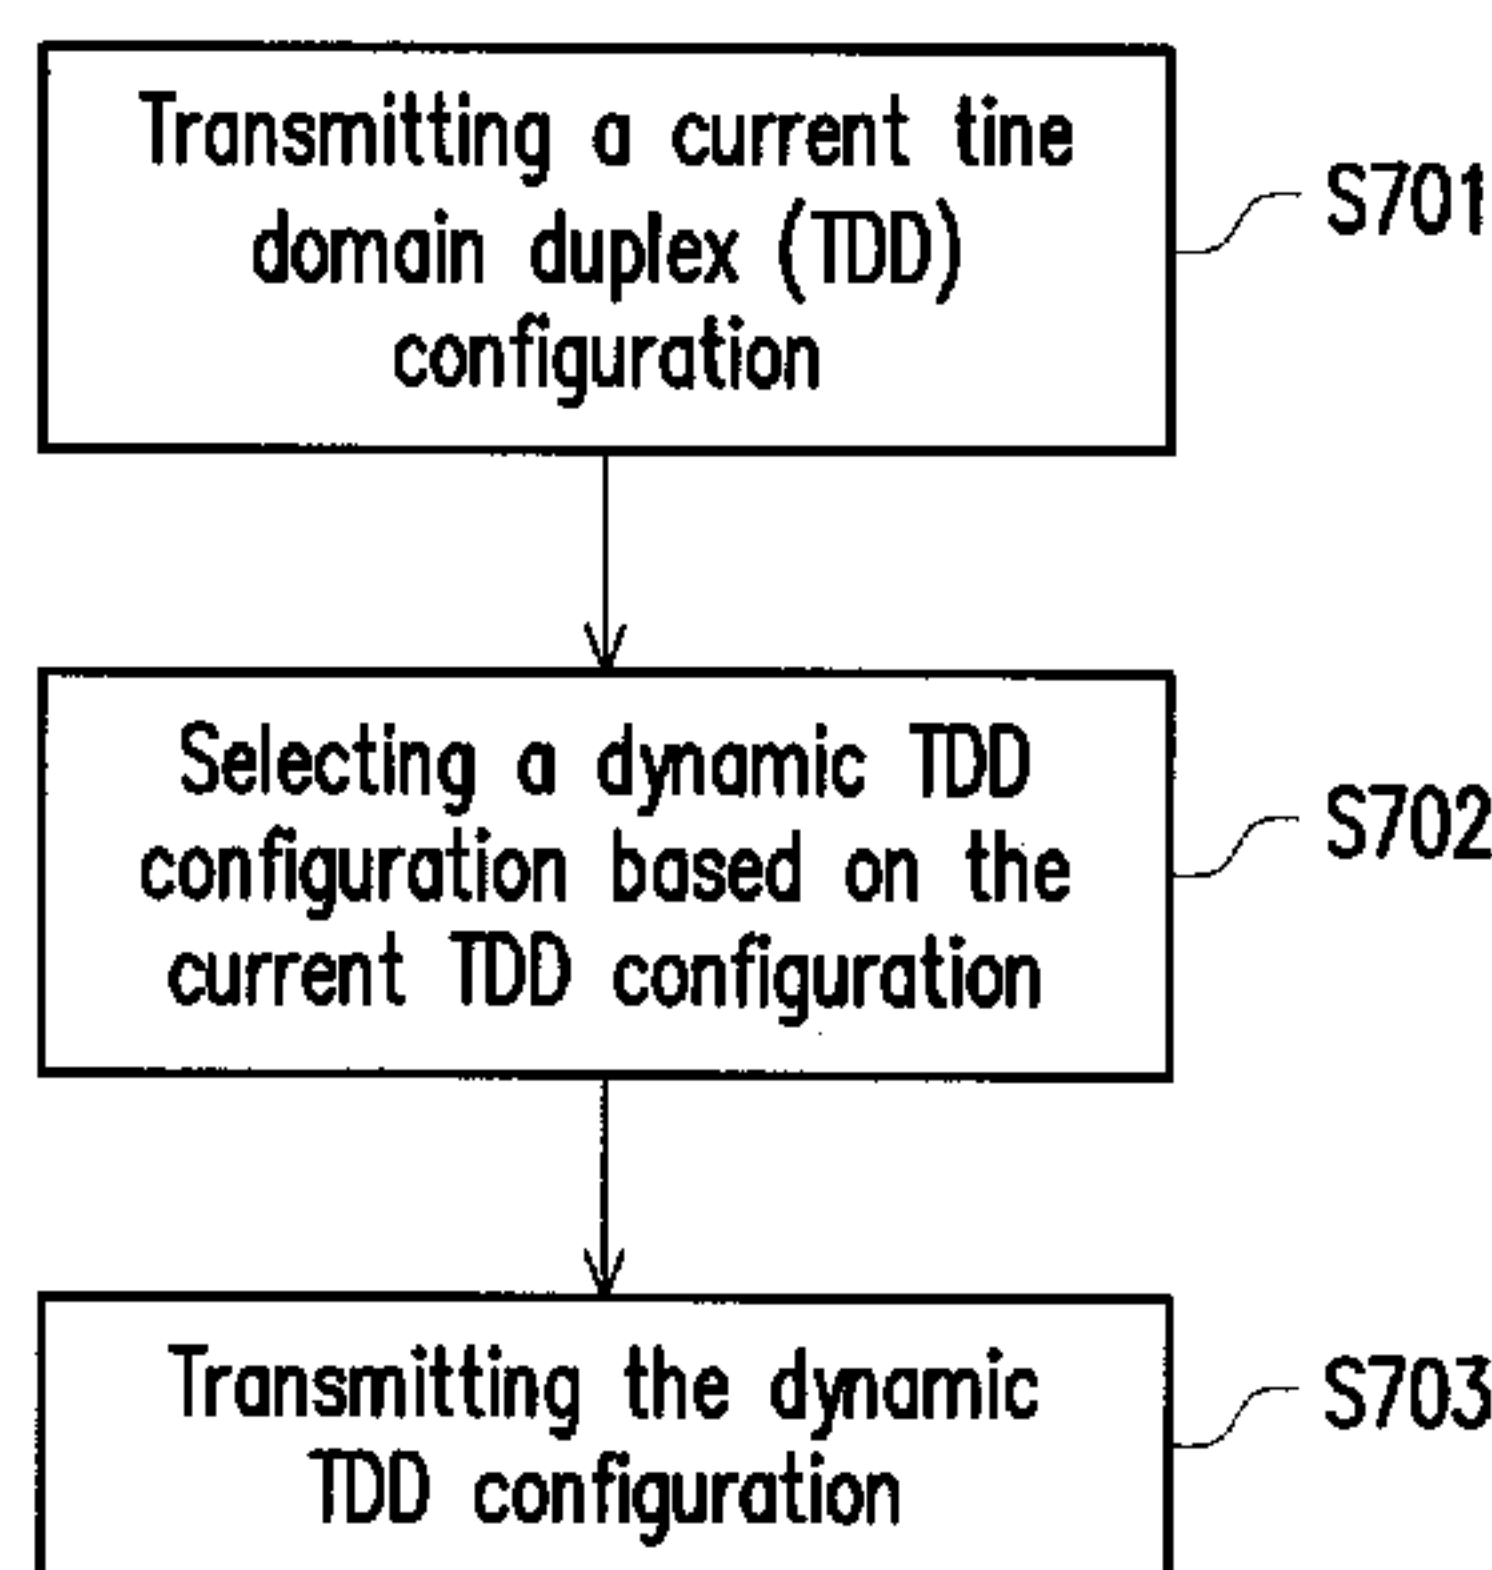 Transmitting a current tine
domain duplex (TDD)
configuration
S701
Selecting a dynamic TDD
configuration based on the
current TDD configuration
S702
Transmitting the dynamic
TDD configuration
S703